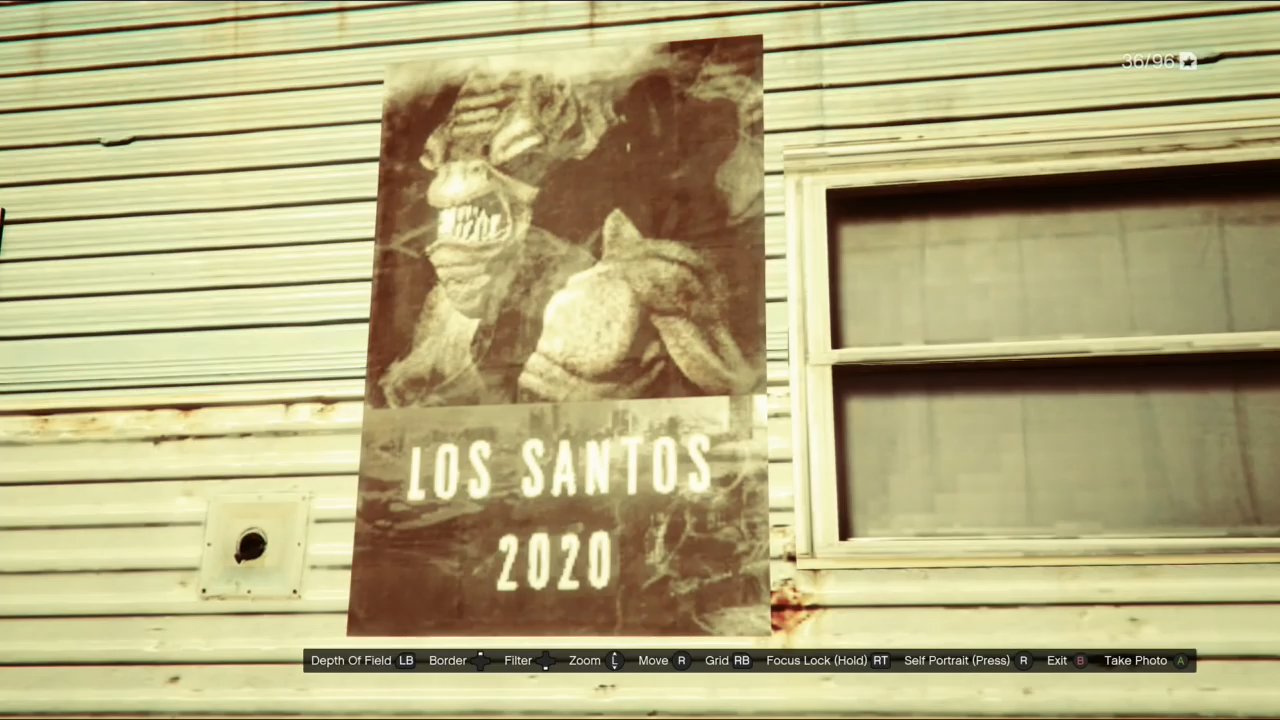 36/96
LOS SANTOS
2020
Depth Of Field LB Border Filter Zoom L Move R Grid RB Focus Lock (Hold) RT Self Portrait (Press) R Exit B Take Photo A